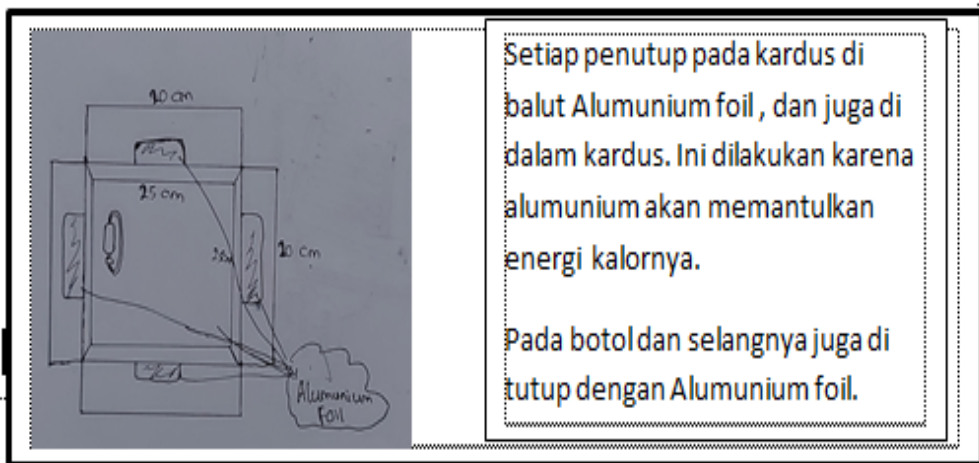 20 cm
25 cm
20 cm
Alumunium
Foil
Setiap penutup pada kardus di
balut Alumunium foil , dan juga di
dalam kardus. Ini dilakukan karena
alumunium akan memantulkan
energi kalornya.
Pada botol dan selangnya juga di
tutup dengan Alumunium foil.